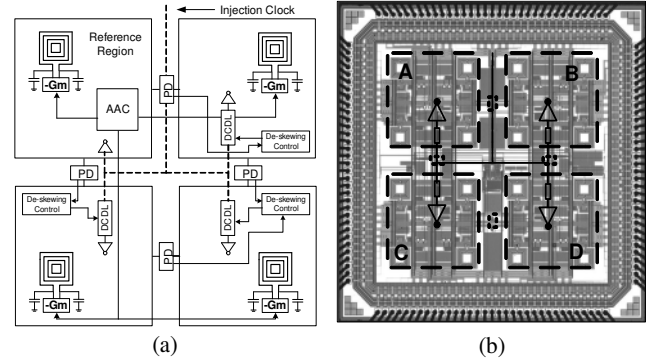 Injection Clock
Reference
Region
-Gm
AAC
PD
-Gm
DCDL
De-skewing
Control
PD
PD
De-skewing
Control
DCDL
DCDL
De-skewing
Control
PD
-Gm
-Gm
(a)
A
B
C
D
(b)